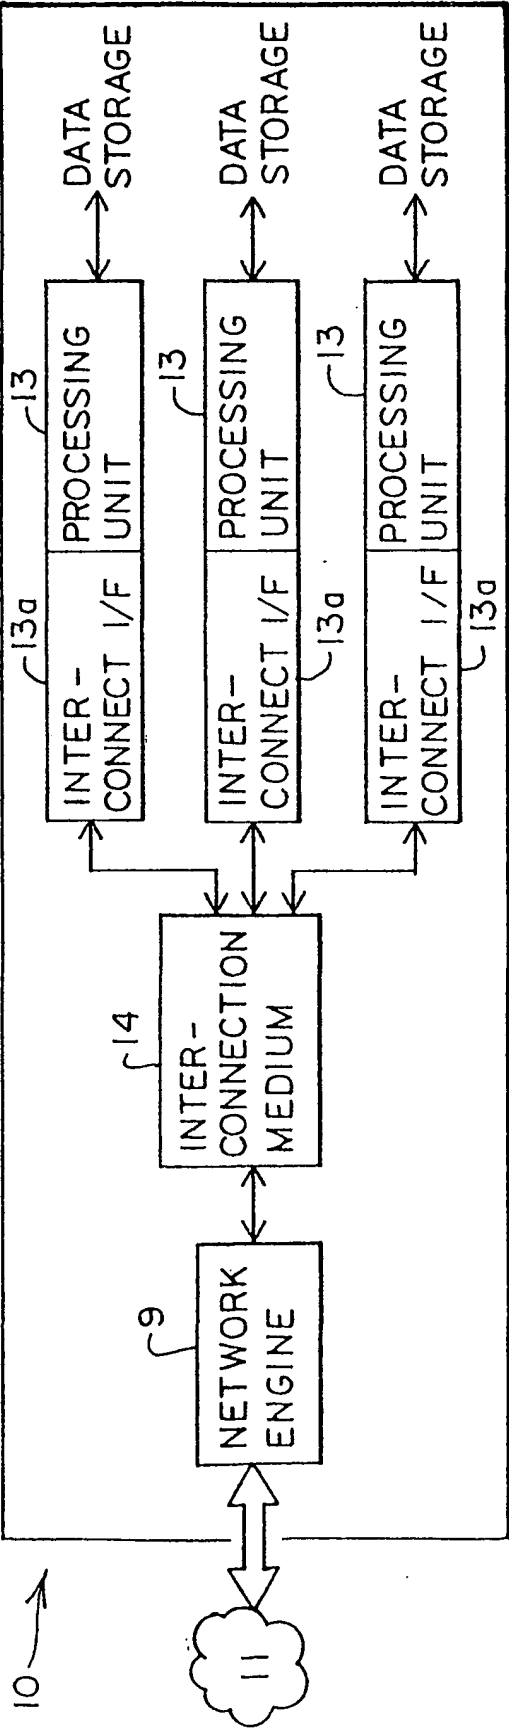 10
11
9
NETWORK
ENGINE
14
INTER-
CONNECTION
MEDIUM
13a
INTER-
CONNECT I/F
13
PROCESSING
UNIT
DATA
STORAGE
INTER-
CONNECT I/F
13a
13
PROCESSING
UNIT
DATA
STORAGE
INTER-
CONNECT I/F
13a
13
PROCESSING
UNIT
DATA
STORAGE